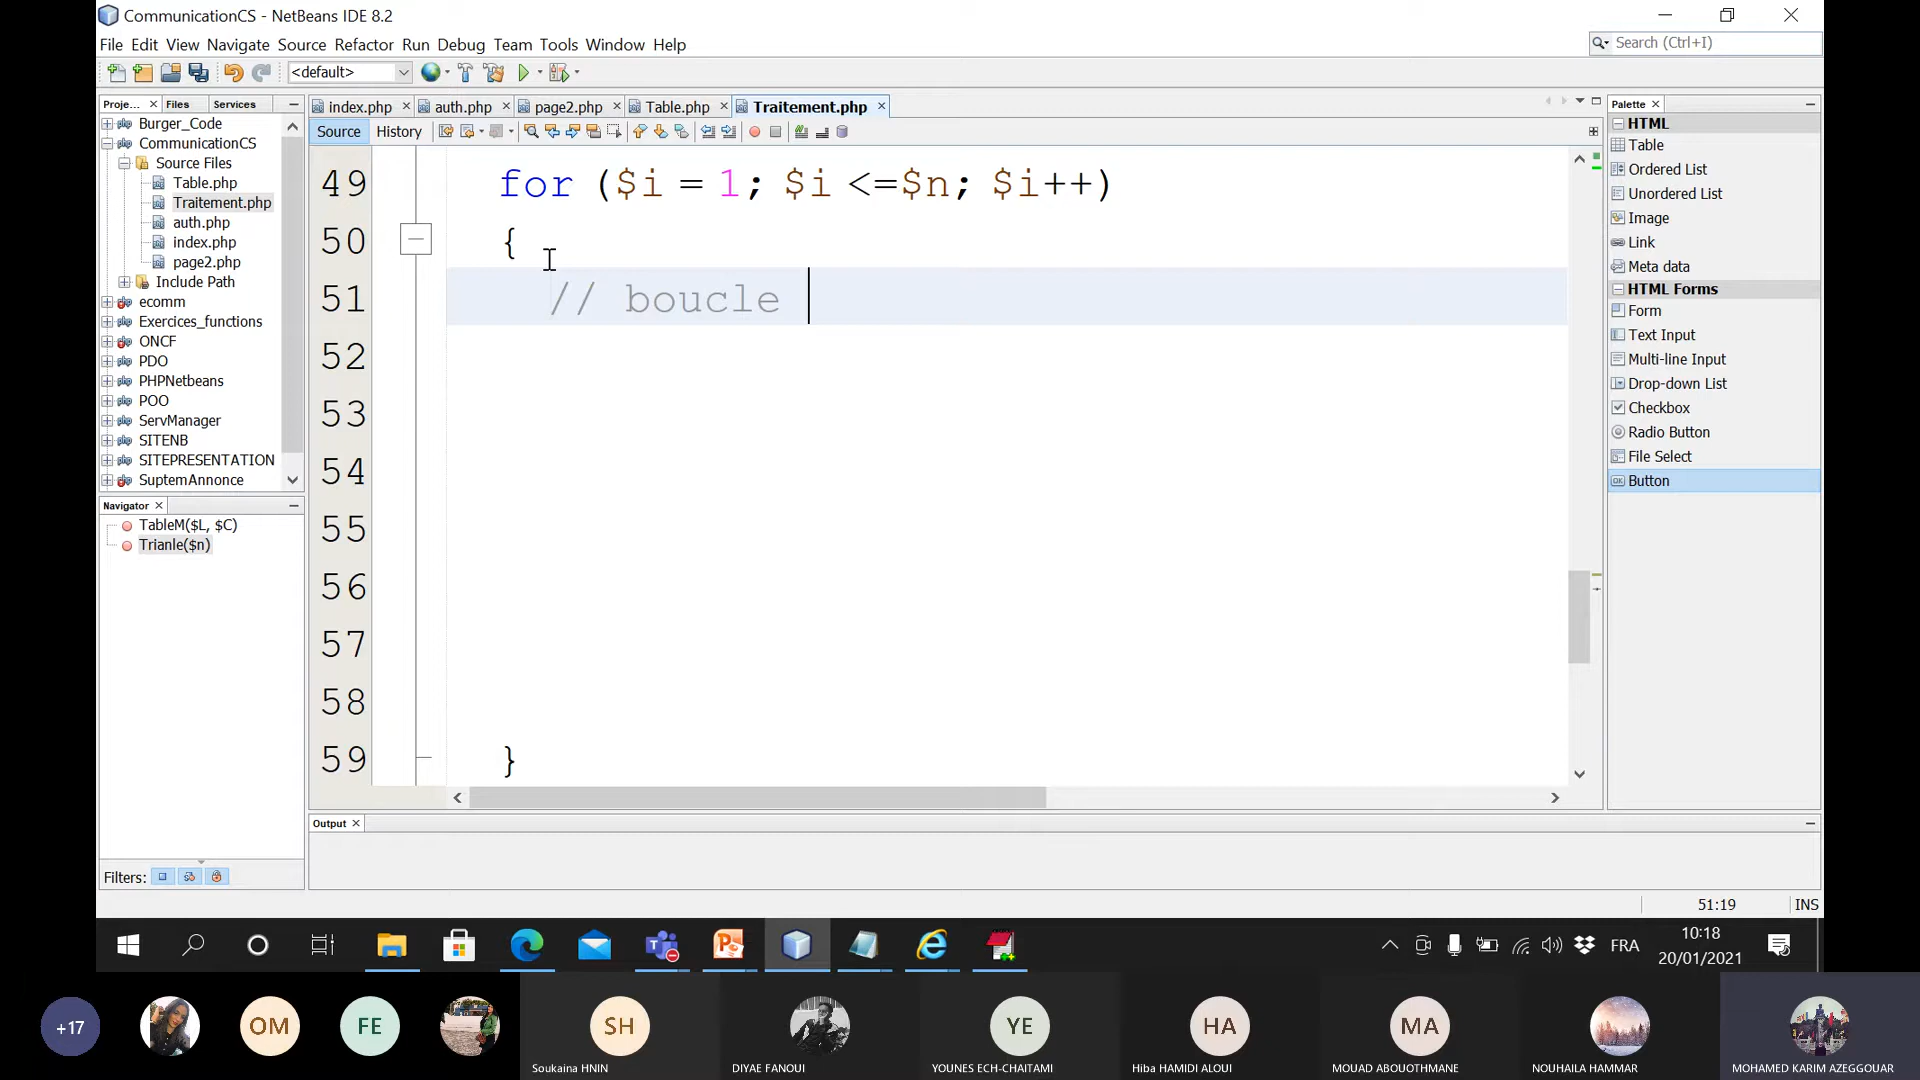 CommunicationCS - NetBeans IDE 8.2
File Edit View Navigate Source Refactor Run Debug Team Tools Window Help
Search (Ctrl+I)
<default>
Proje... Files Services
index.php auth.php page2.php Table.php Traitement.php
Palette
Source History
Burger_Code
CommunicationCS
Source Files
Table.php
Traitement.php
auth.php
index.php
page2.php
Include Path
ecomm
Exercices_functions
ONCF
PDO
PHPNetbeans
POO
ServManager
SITENB
SITEPRESENTATION
SuptemAnnonce
Navigator
TableM($L, $C)
Trianle($n)
Filters:
49 for ($i = 1; $i <=$n; $i++)
50 {
51 // boucle
52
53
54
55
56
57
58
59 }
HTML
Table
Ordered List
Unordered List
Image
Link
Meta data
HTML Forms
Form
Text Input
Multi-line Input
Drop-down List
Checkbox
Radio Button
File Select
Button
Output
51:19 INS
FRA
10:18
20/01/2021
+17
OM
FE
SH
YE
HA
MA
Soukaina HNIN
DIYAE FANOUI
YOUNES ECH-CHAITAMI
Hiba HAMIDI ALOUI
MOUAD ABOUOTHMANE
NOUHAILA HAMMAR
MOHAMED KARIM AZEGGOUAR